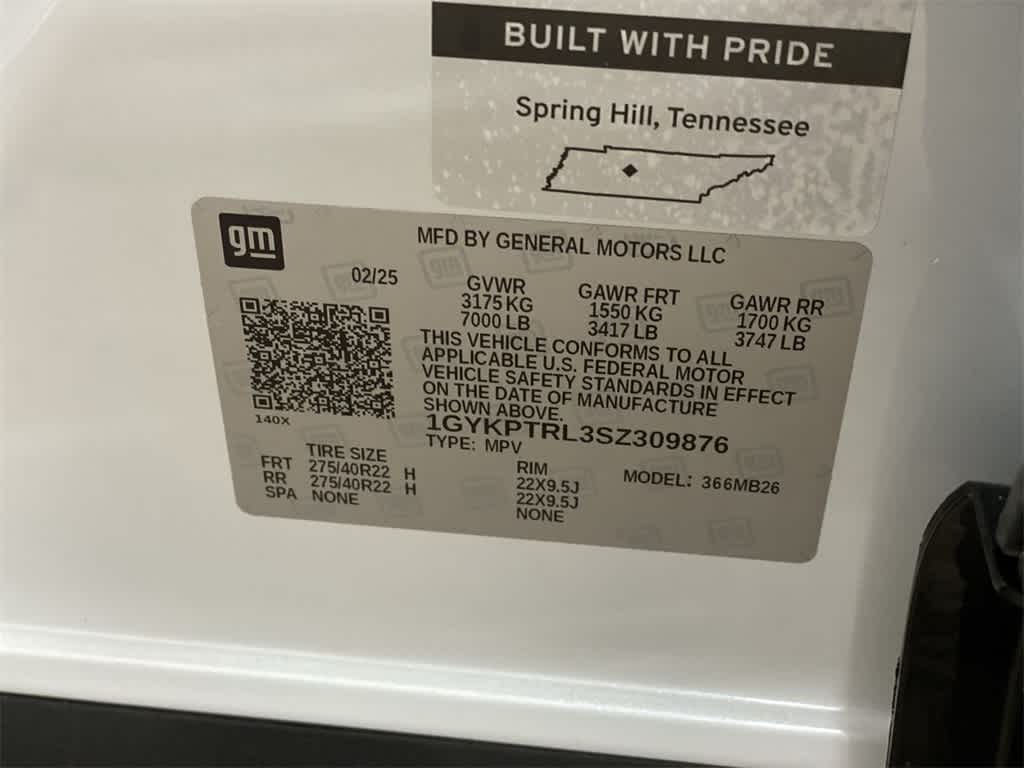 BUILT WITH PRIDE
Spring Hill, Tennessee
gm
MFD BY GENERAL MOTORS LLC
02/25
GVWR
3175 KG
7000 LB
GAWR FRT
1550 KG
3417 LB
GAWR RR
1700 KG
3747 LB
THIS VEHICLE CONFORMS TO ALL
APPLICABLE U.S. FEDERAL MOTOR
VEHICLE SAFETY STANDARDS IN EFFECT
ON THE DATE OF MANUFACTURE
SHOWN ABOVE.
1GYKPTRL3SZ309876
TYPE: MPV
140X
TIRE SIZE
FRT 275/40R22 H
RR 275/40R22 H
SPA NONE
RIM
22X9.5J
22X9.5J
NONE
MODEL: 366MB26